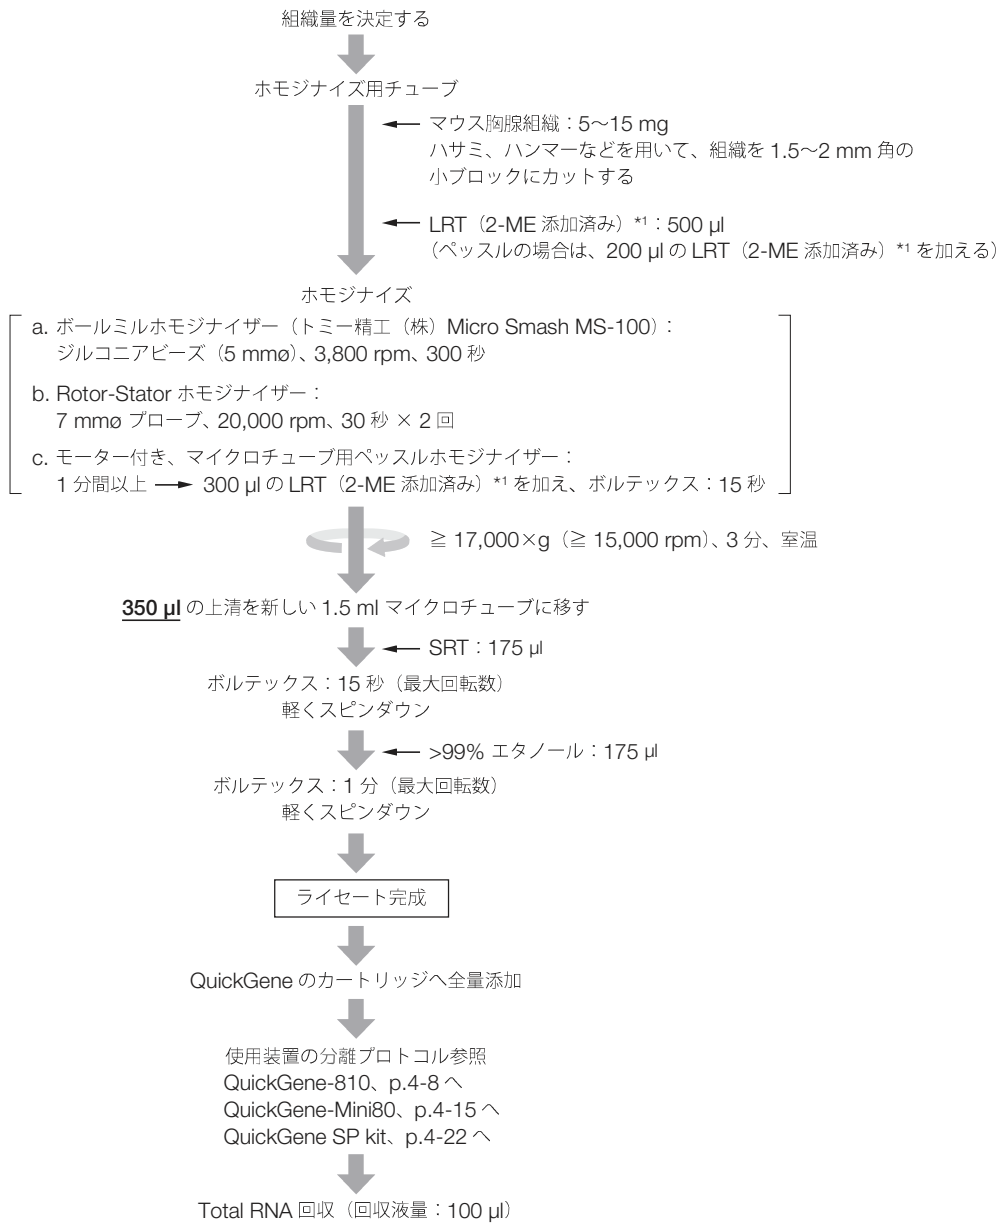 組織量を決定する
ホモジナイズ用チューブ
マウス胸腺組織：5～15 mg
ハサミ、ハンマーなどを用いて、組織を 1.5～2 mm 角の
小ブロックにカットする
LRT（2-ME 添加済み）*1：500 µl
（ペッスルの場合は、200 µl の LRT（2-ME 添加済み）*1 を加える）
ホモジナイズ
a. ボールミルホモジナイザー（トミー精工（株）Micro Smash MS-100）：
ジルコニアビーズ（5 mmø）、3,800 rpm、300 秒
b. Rotor-Stator ホモジナイザー：
7 mmø プローブ、20,000 rpm、30 秒 × 2 回
c. モーター付き、マイクロチューブ用ペッスルホモジナイザー：
1 分間以上 → 300 µl の LRT（2-ME 添加済み）*1 を加え、ボルテックス：15 秒
≧ 17,000×g（≧ 15,000 rpm）、3 分、室温
350 µl の上清を新しい 1.5 ml マイクロチューブに移す
SRT：175 µl
ボルテックス：15 秒（最大回転数）
軽くスピンダウン
>99% エタノール：175 µl
ボルテックス：1 分（最大回転数）
軽くスピンダウン
ライセート完成
QuickGene のカートリッジへ全量添加
使用装置の分離プロトコル参照
QuickGene-810、p.4-8 へ
QuickGene-Mini80、p.4-15 へ
QuickGene SP kit、p.4-22 へ
Total RNA 回収（回収液量：100 µl）